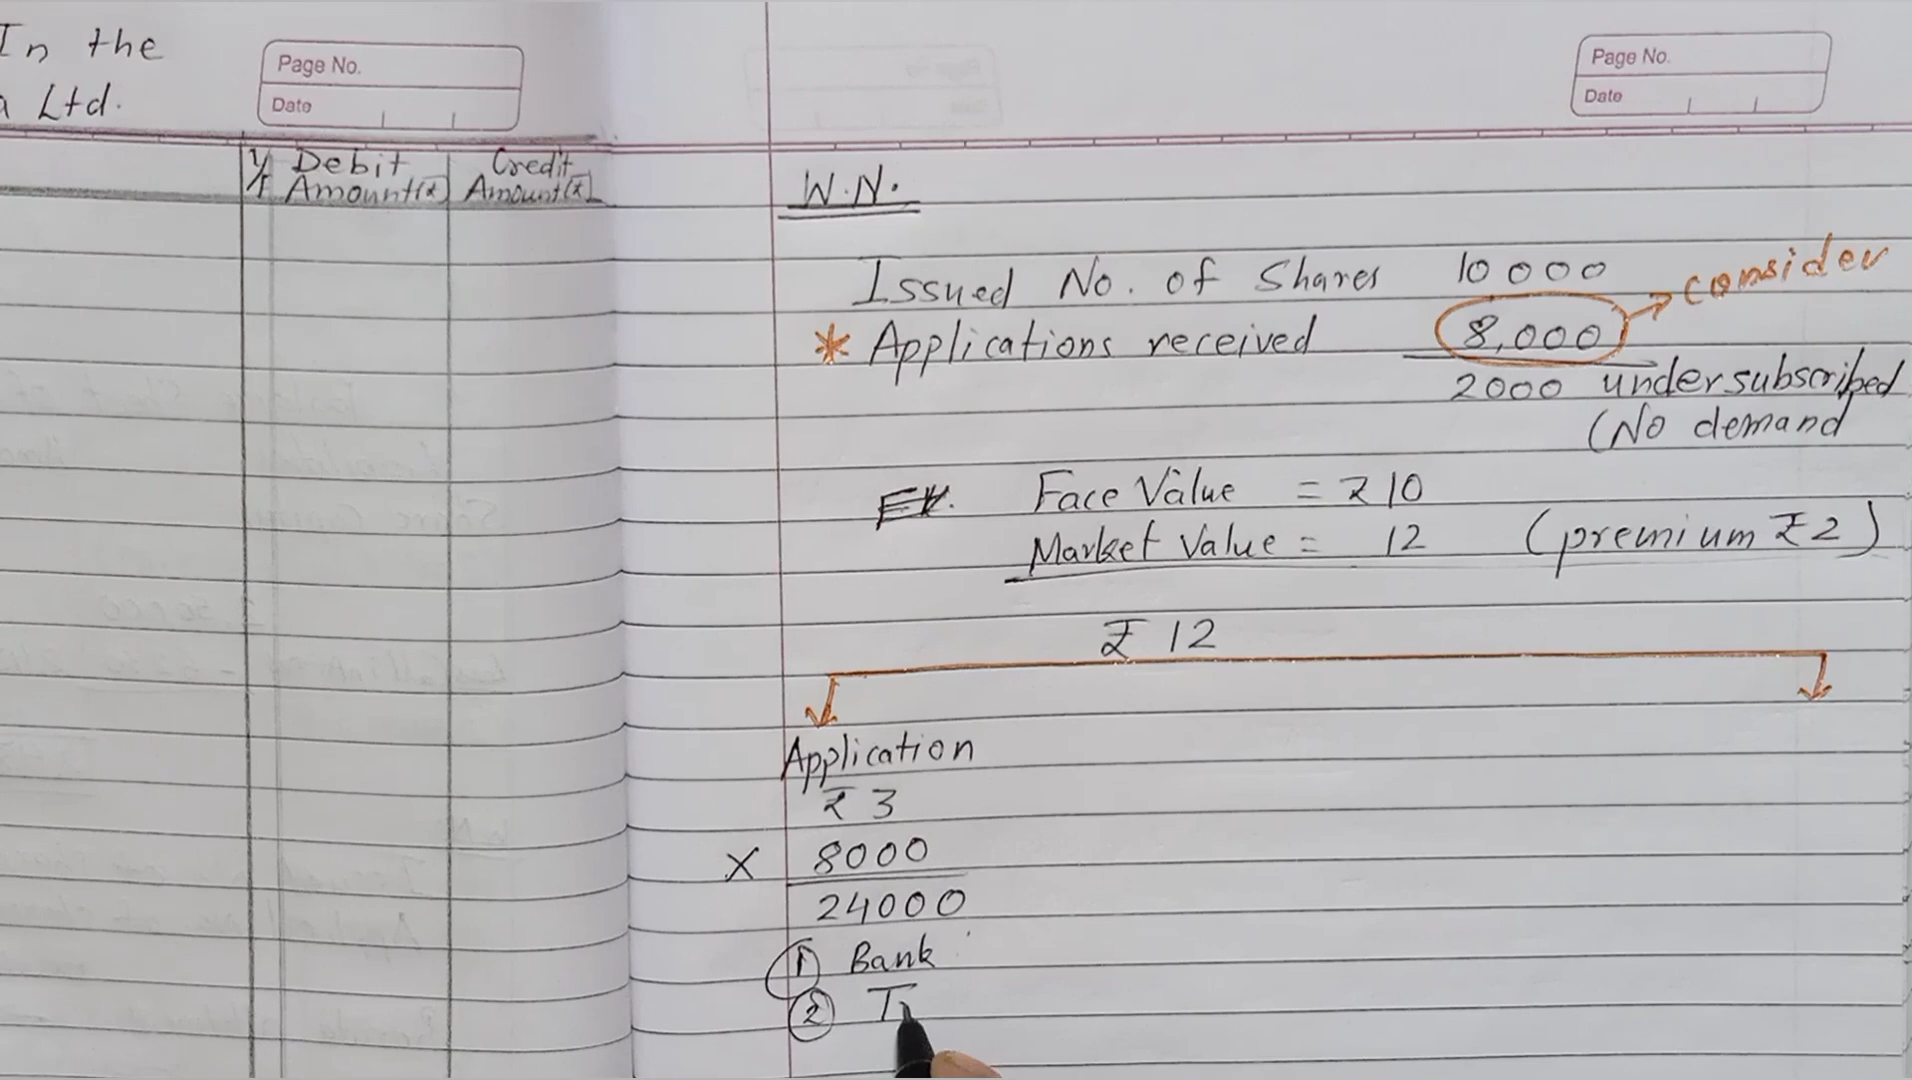 In the
Ltd.
Page No.
Date
Debit Amount(₹)
Credit Amount(₹)
Page No.
Date
W.N.
Issued No. of Shares 10000
* Applications received 8,000 → consider
2000 undersubscribed
(No demand
Face Value = ₹ 10
Market Value = 12 (premium ₹2)
₹ 12
Application
₹ 3
X 8000
24000
① Bank
② Tr